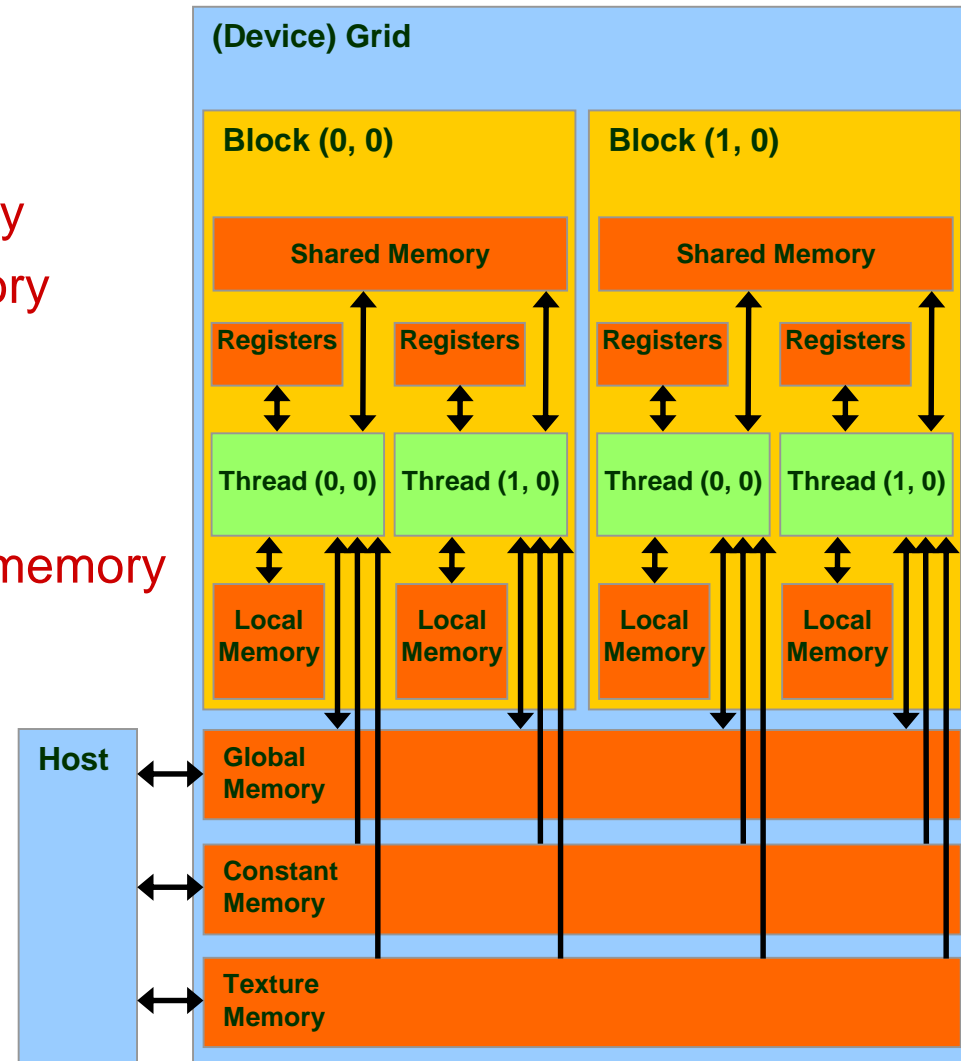 (Device) Grid
Block (0, 0)
Block (1, 0)
ry
ory
memory
Shared Memory
Shared Memory
Registers
Registers
Registers
Registers
Thread (0, 0)
Thread (1, 0)
Thread (0, 0)
Thread (1, 0)
Local
Memory
Local
Memory
Local
Memory
Local
Memory
Host
Global
Memory
Constant
Memory
Texture
Memory